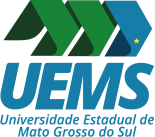 UEMS
Universidade Estadual de
Mato Grosso do Sul